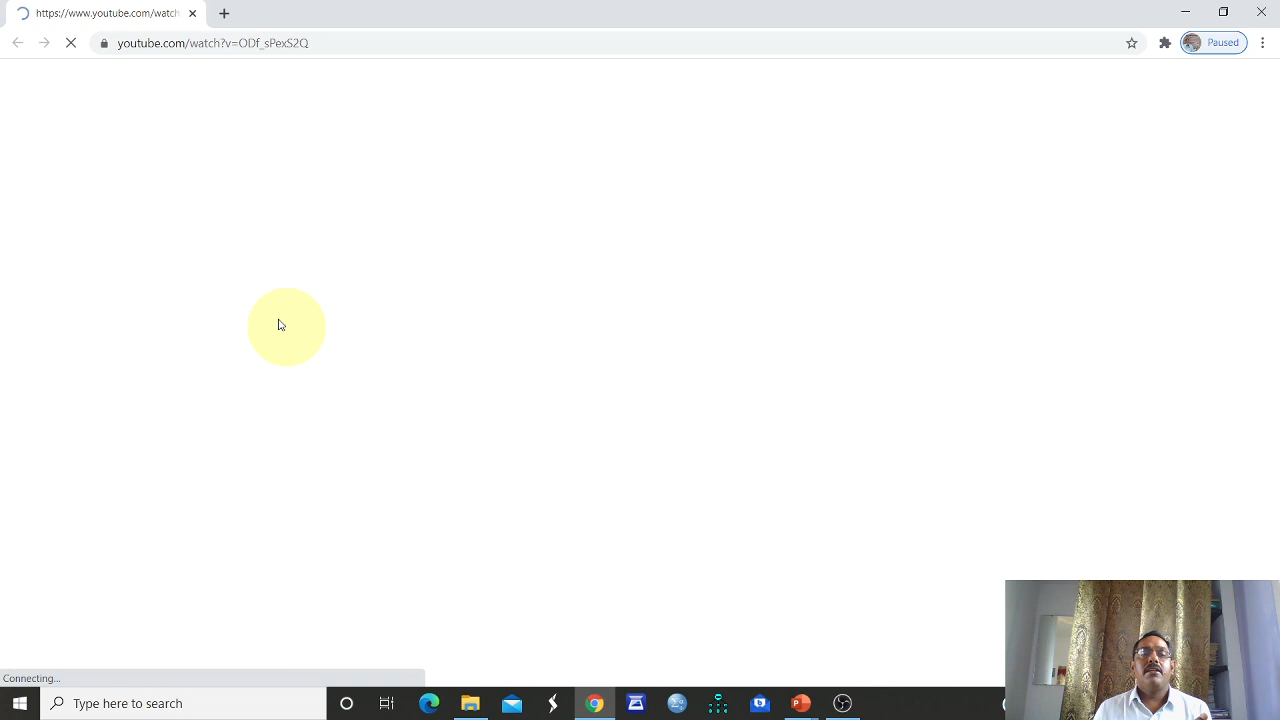 https://www.youtube.com/watch
youtube.com/watch?v=ODf_sPexS2Q
Paused
Connecting...
Type here to search